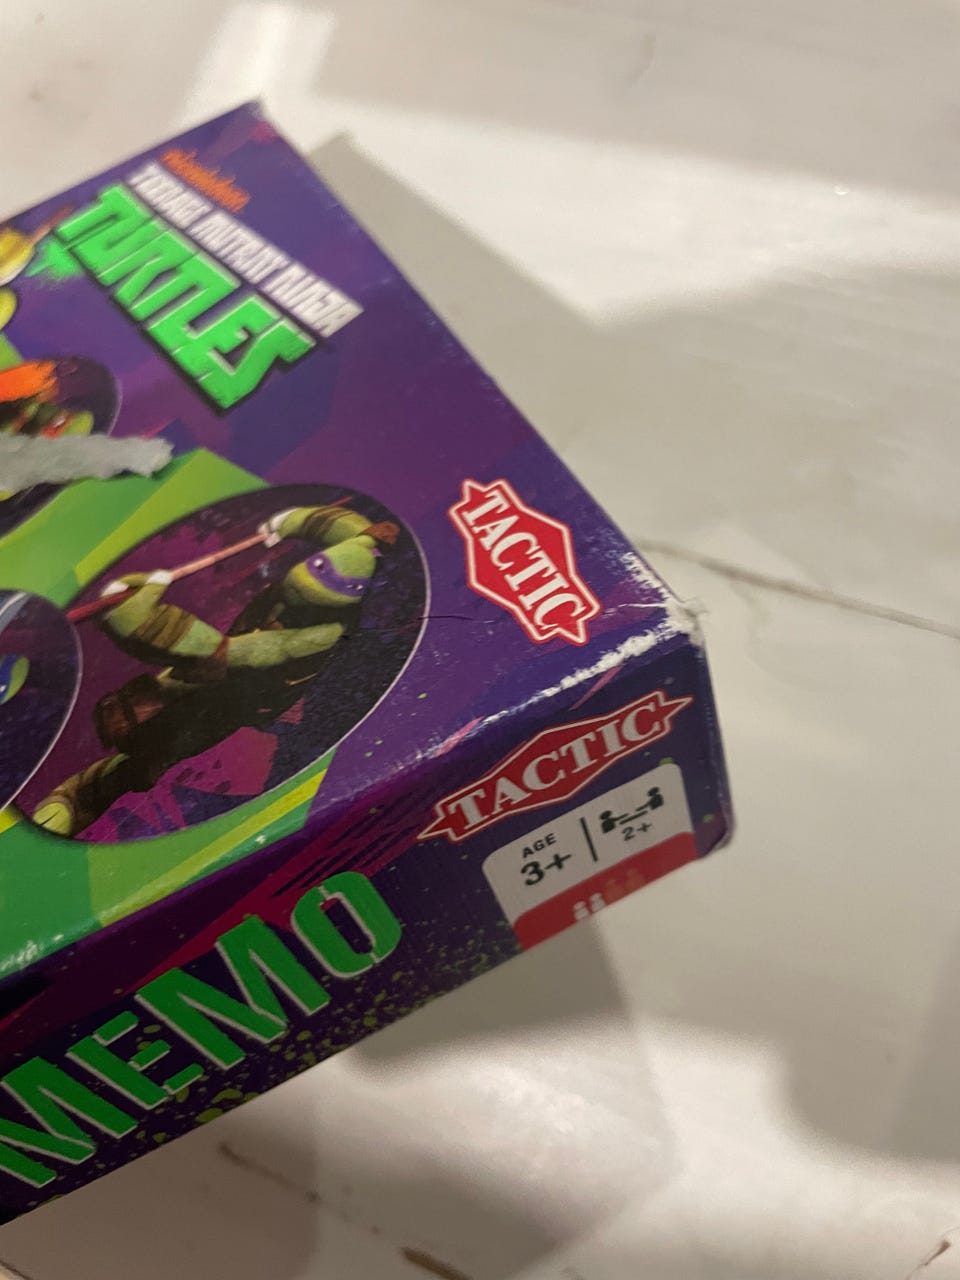 nickelodeon
TEENAGE MUTANT NINJA
TURTLES
TACTIC
TACTIC
AGE
3+
2+
MEMO